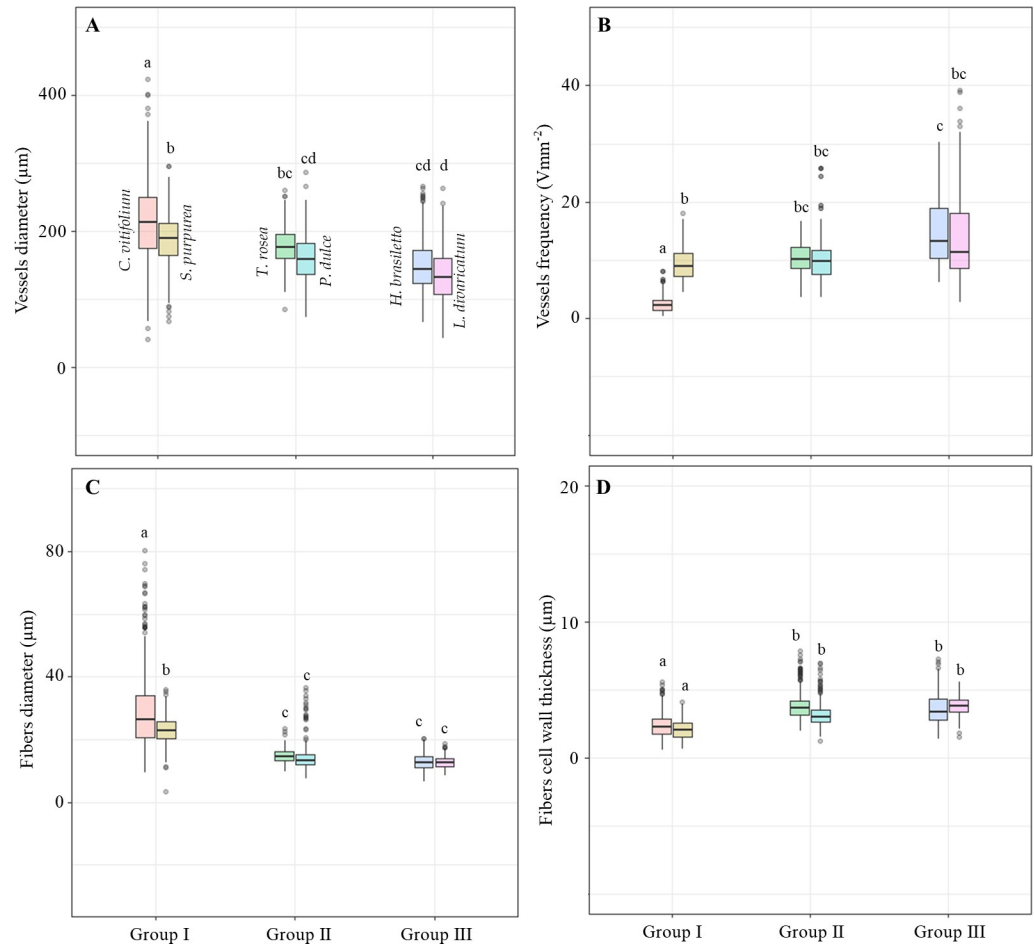 A
a
b
bc
cd
cd
d
C. vitifolium
S. purpurea
T. rosea
P. dulce
H. brasiletto
L. divaricatum
400
200
0
Vessels diameter (µm)
B
a
b
bc
bc
c
bc
40
20
0
Vessels frequency (Vmm-2)
C
a
b
c
c
c
c
80
40
0
Fibers diameter (µm)
Group I
Group II
Group III
D
a
a
b
b
b
b
20
10
0
Fibers cell wall thickness (µm)
Group I
Group II
Group III